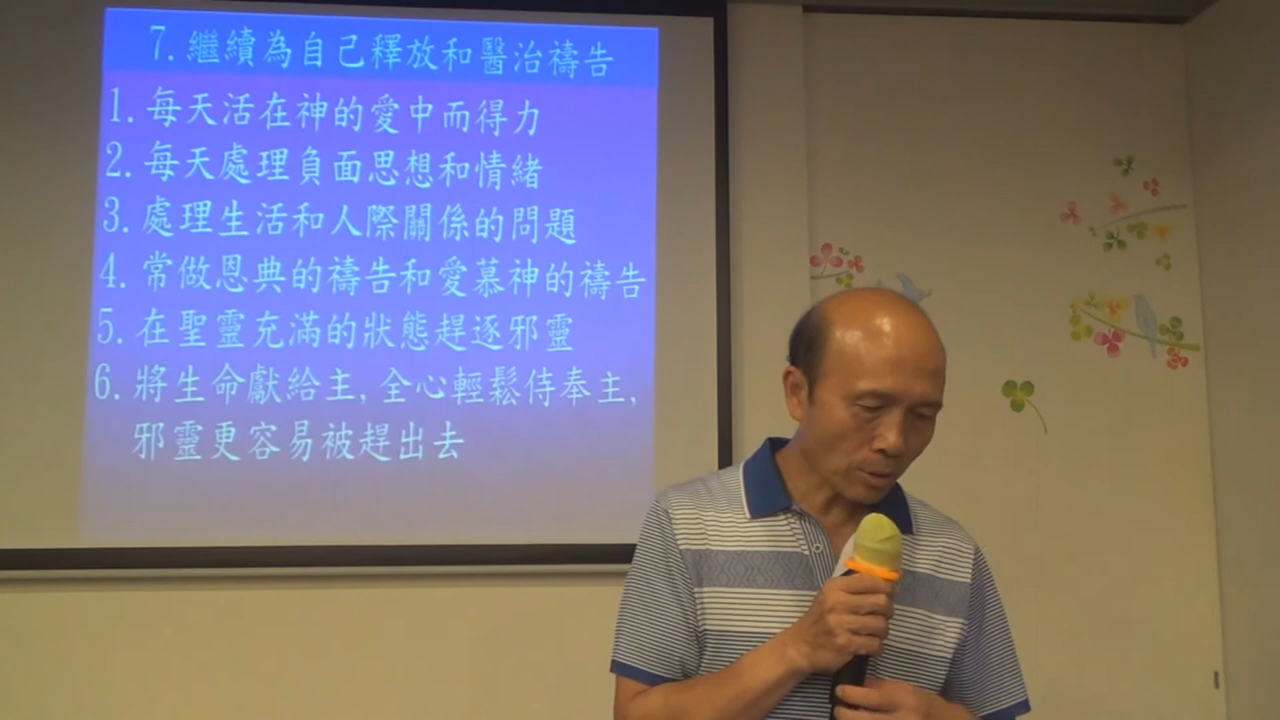 7.繼續為自己釋放和醫治禱告
1.每天活在神的愛中而得力
2.每天處理負面思想和情緒
3.處理生活和人際關係的問題
4.常做恩典的禱告和愛慕神的禱告
5.在聖靈充滿的狀態趕逐邪靈
6.將生命獻給主,全心輕鬆侍奉主,
邪靈更容易被趕出去